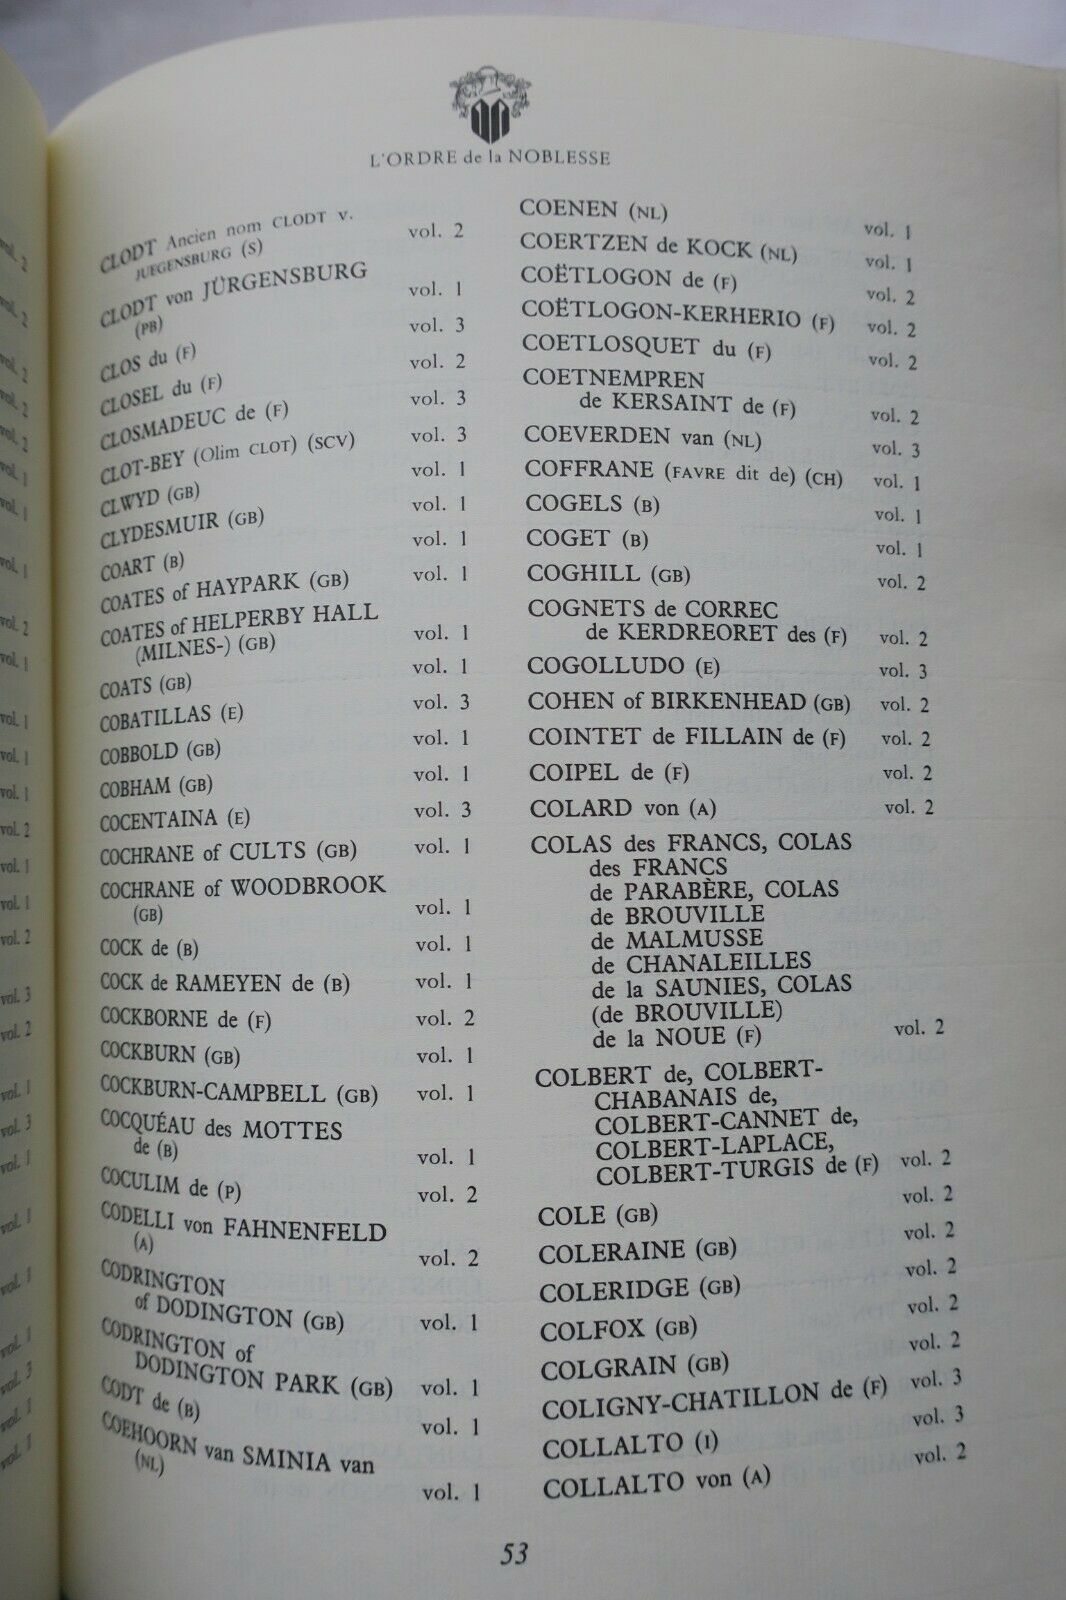 L'ORDRE de la NOBLESSE
CLODT Ancien nom CLODT v.
JUEGENSBURG (S) vol. 2
CLODT von JÜRGENSBURG
(PB) vol. 1
CLOS du (F) vol. 3
CLOSEL du (F) vol. 2
CLOSMADEUC de (F) vol. 3
CLOT-BEY (Olim CLOT) (SCV) vol. 3
CLWYD (GB) vol. 1
CLYDESMUIR (GB) vol. 1
COART (B) vol. 1
COATES of HAYPARK (GB) vol. 1
COATES of HELPERBY HALL
(MILNES-) (GB) vol. 1
COATS (GB) vol. 1
COBATILLAS (E) vol. 3
COBBOLD (GB) vol. 1
COBHAM (GB) vol. 1
COCENTAINA (E) vol. 3
COCHRANE of CULTS (GB) vol. 1
COCHRANE of WOODBROOK
(GB) vol. 1
COCK de (B) vol. 1
COCK de RAMEYEN de (B) vol. 1
COCKBORNE de (F) vol. 2
COCKBURN (GB) vol. 1
COCKBURN-CAMPBELL (GB) vol. 1
COCQUÉAU des MOTTES
de (B) vol. 1
COCULIM de (P) vol. 2
CODELLI von FAHNENFELD
(A) vol. 2
CODRINGTON
of DODINGTON (GB) vol. 1
CODRINGTON of
DODINGTON PARK (GB) vol. 1
CODT de (B) vol. 1
COEHOORN van SMINIA van
(NL) vol. 1
COENEN (NL) vol. 1
COERTZEN de KOCK (NL) vol. 1
COËTLOGON de (F) vol. 2
COËTLOGON-KERHERIO (F) vol. 2
COETLOSQUET du (F) vol. 2
COETNEMPREN
de KERSAINT de (F) vol. 2
COEVERDEN van (NL) vol. 3
COFFRANE (FAVRE dit de) (CH) vol. 1
COGELS (B) vol. 1
COGET (B) vol. 1
COGHILL (GB) vol. 2
COGNETS de CORREC
de KERDREORET des (F) vol. 2
COGOLLUDO (E) vol. 3
COHEN of BIRKENHEAD (GB) vol. 2
COINTET de FILLAIN de (F) vol. 2
COIPEL de (F) vol. 2
COLARD von (A) vol. 2
COLAS des FRANCS, COLAS
des FRANCS
de PARABÈRE, COLAS
de BROUVILLE
de MALMUSSE
de CHANALEILLES
de la SAUNIES, COLAS
(de BROUVILLE)
de la NOUE (F) vol. 2
COLBERT de, COLBERT-
CHABANAIS de,
COLBERT-CANNET de,
COLBERT-LAPLACE,
COLBERT-TURGIS de (F) vol. 2
COLE (GB) vol. 2
COLERAINE (GB) vol. 2
COLERIDGE (GB) vol. 2
COLFOX (GB) vol. 2
COLGRAIN (GB) vol. 2
COLIGNY-CHATILLON de (F) vol. 3
COLLALTO (I) vol. 3
COLLALTO von (A) vol. 2
53